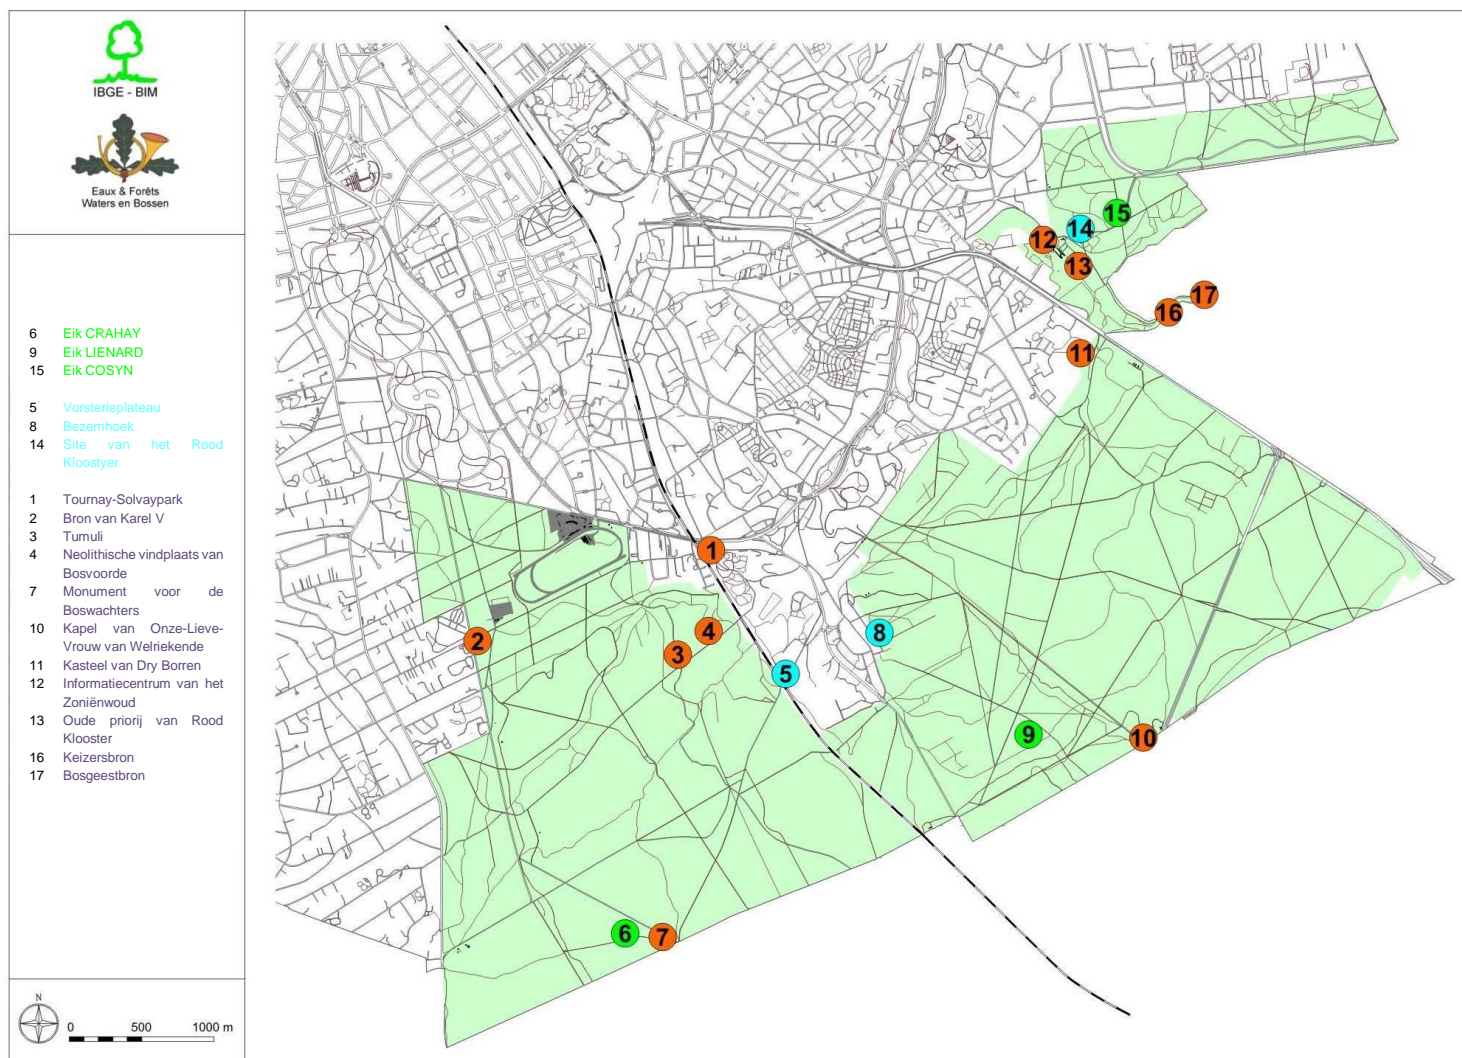 IBGE - BIM
Eaux & Forêts
Waters en Bossen
6 Eik CRAHAY
9 Eik LIENARD
15 Eik COSYN
5 Vorsterieplateau
8 Bezemhoek
14 Site van het Rood
Kloostyer
1 Tournay-Solvaypark
2 Bron van Karel V
3 Tumuli
4 Neolithische vindplaats van
Bosvoorde
7 Monument voor de
Boswachters
10 Kapel van Onze-Lieve-
Vrouw van Welriekende
11 Kasteel van Dry Borren
12 Informatiecentrum van het
Zoniënwoud
13 Oude priorij van Rood
Klooster
16 Keizersbron
17 Bosgeestbron
N
0 500 1000 m
15
14
12
13
17
16
11
1
4
8
2
3
5
9
10
6
7